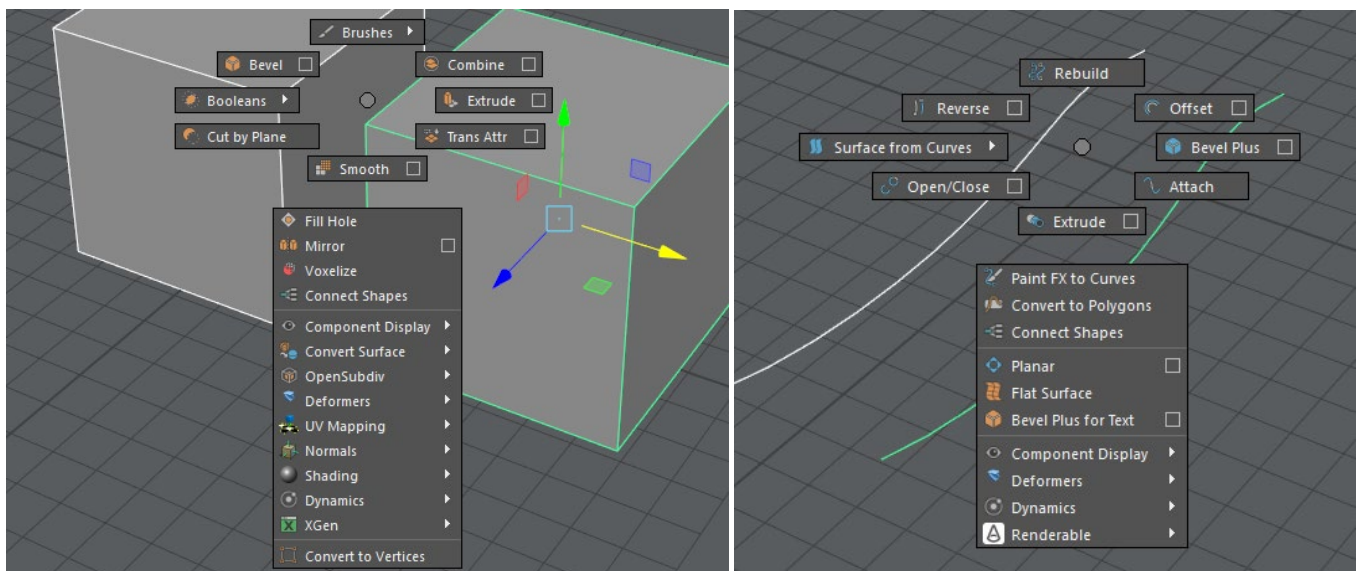 Brushes
Bevel
Combine
Booleans
Extrude
Cut by Plane
Trans Attr
Smooth
Fill Hole
Mirror
Voxelize
Connect Shapes
Component Display
Convert Surface
OpenSubdiv
Deformers
UV Mapping
Normals
Shading
Dynamics
XGen
Convert to Vertices
Rebuild
Reverse
Offset
Surface from Curves
Bevel Plus
Open/Close
Attach
Extrude
Paint FX to Curves
Convert to Polygons
Connect Shapes
Planar
Flat Surface
Bevel Plus for Text
Component Display
Deformers
Dynamics
Renderable